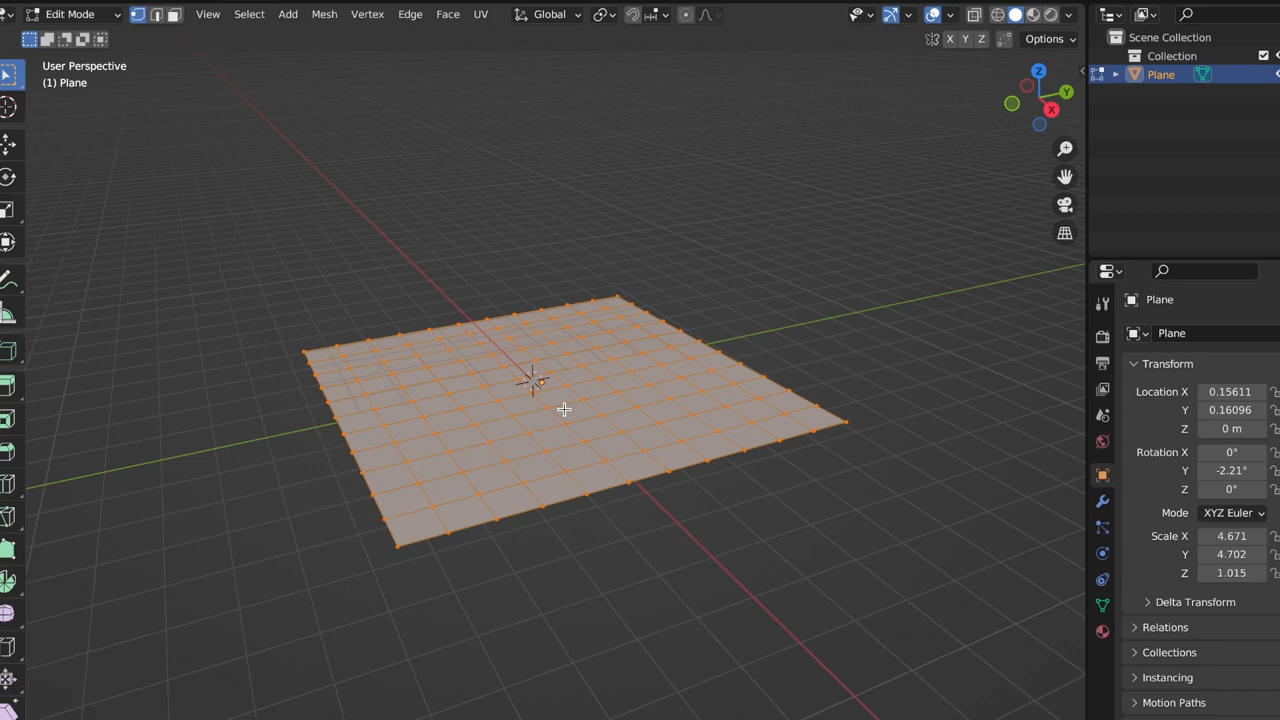 Edit Mode View Select Add Mesh Vertex Edge Face UV Global
X Y Z Options
User Perspective
(1) Plane
Z
Y
X
Scene Collection
Collection
Plane
Plane
Plane
Transform
Location X 0.15611
Y 0.16096
Z 0 m
Rotation X 0°
Y -2.21°
Z 0°
Mode XYZ Euler
Scale X 4.671
Y 4.702
Z 1.015
Delta Transform
Relations
Collections
Instancing
Motion Paths